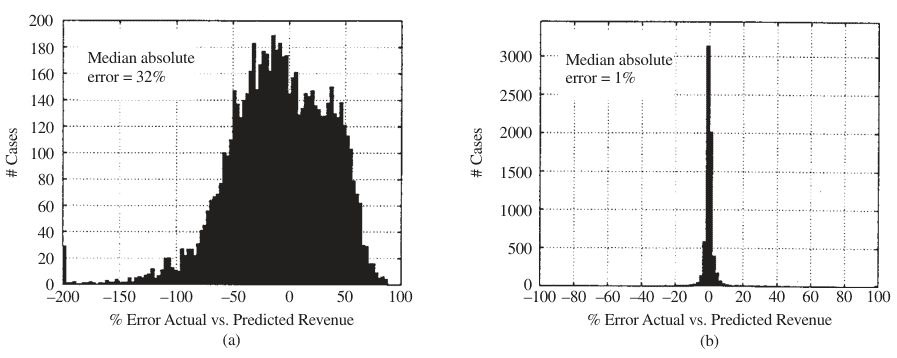 200
180
160
140
120
100
80
60
40
20
0
# Cases
Median absolute
error = 32%
−200 −150 −100 −50 0 50 100
% Error Actual vs. Predicted Revenue
(a)
3000
2500
2000
1500
1000
500
0
# Cases
Median absolute
error = 1%
−100 −80 −60 −40 −20 0 20 40 60 80 100
% Error Actual vs. Predicted Revenue
(b)